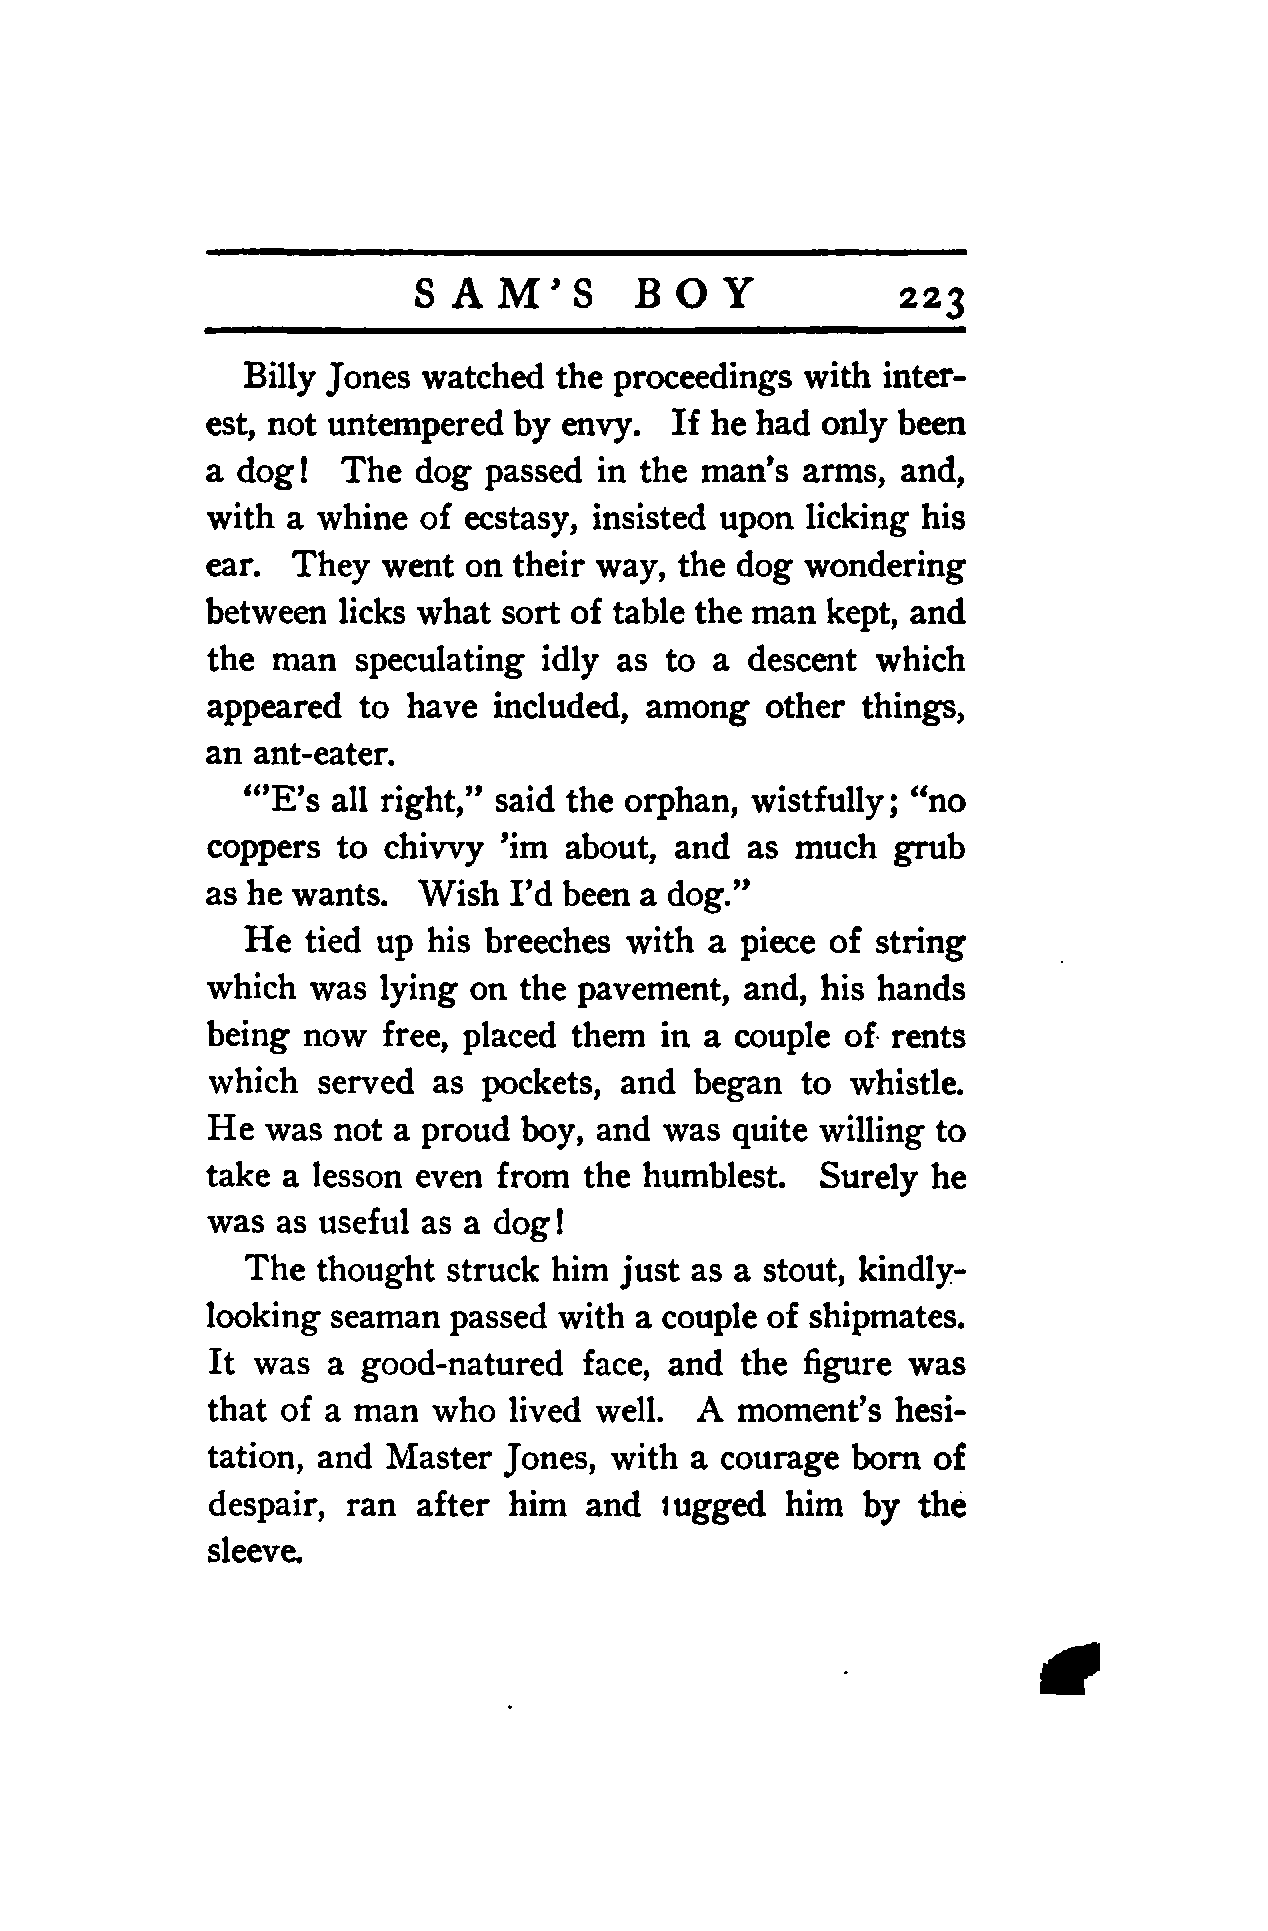 SAM'S BOY 223
Billy Jones watched the proceedings with inter-
est, not untempered by envy. If he had only been
a dog! The dog passed in the man's arms, and,
with a whine of ecstasy, insisted upon licking his
ear. They went on their way, the dog wondering
between licks what sort of table the man kept, and
the man speculating idly as to a descent which
appeared to have included, among other things,
an ant-eater.
“'E's all right,” said the orphan, wistfully; “no
coppers to chivvy 'im about, and as much grub
as he wants. Wish I'd been a dog.”
He tied up his breeches with a piece of string
which was lying on the pavement, and, his hands
being now free, placed them in a couple of rents
which served as pockets, and began to whistle.
He was not a proud boy, and was quite willing to
take a lesson even from the humblest. Surely he
was as useful as a dog!
The thought struck him just as a stout, kindly-
looking seaman passed with a couple of shipmates.
It was a good-natured face, and the figure was
that of a man who lived well. A moment's hesi-
tation, and Master Jones, with a courage born of
despair, ran after him and tugged him by the
sleeve.